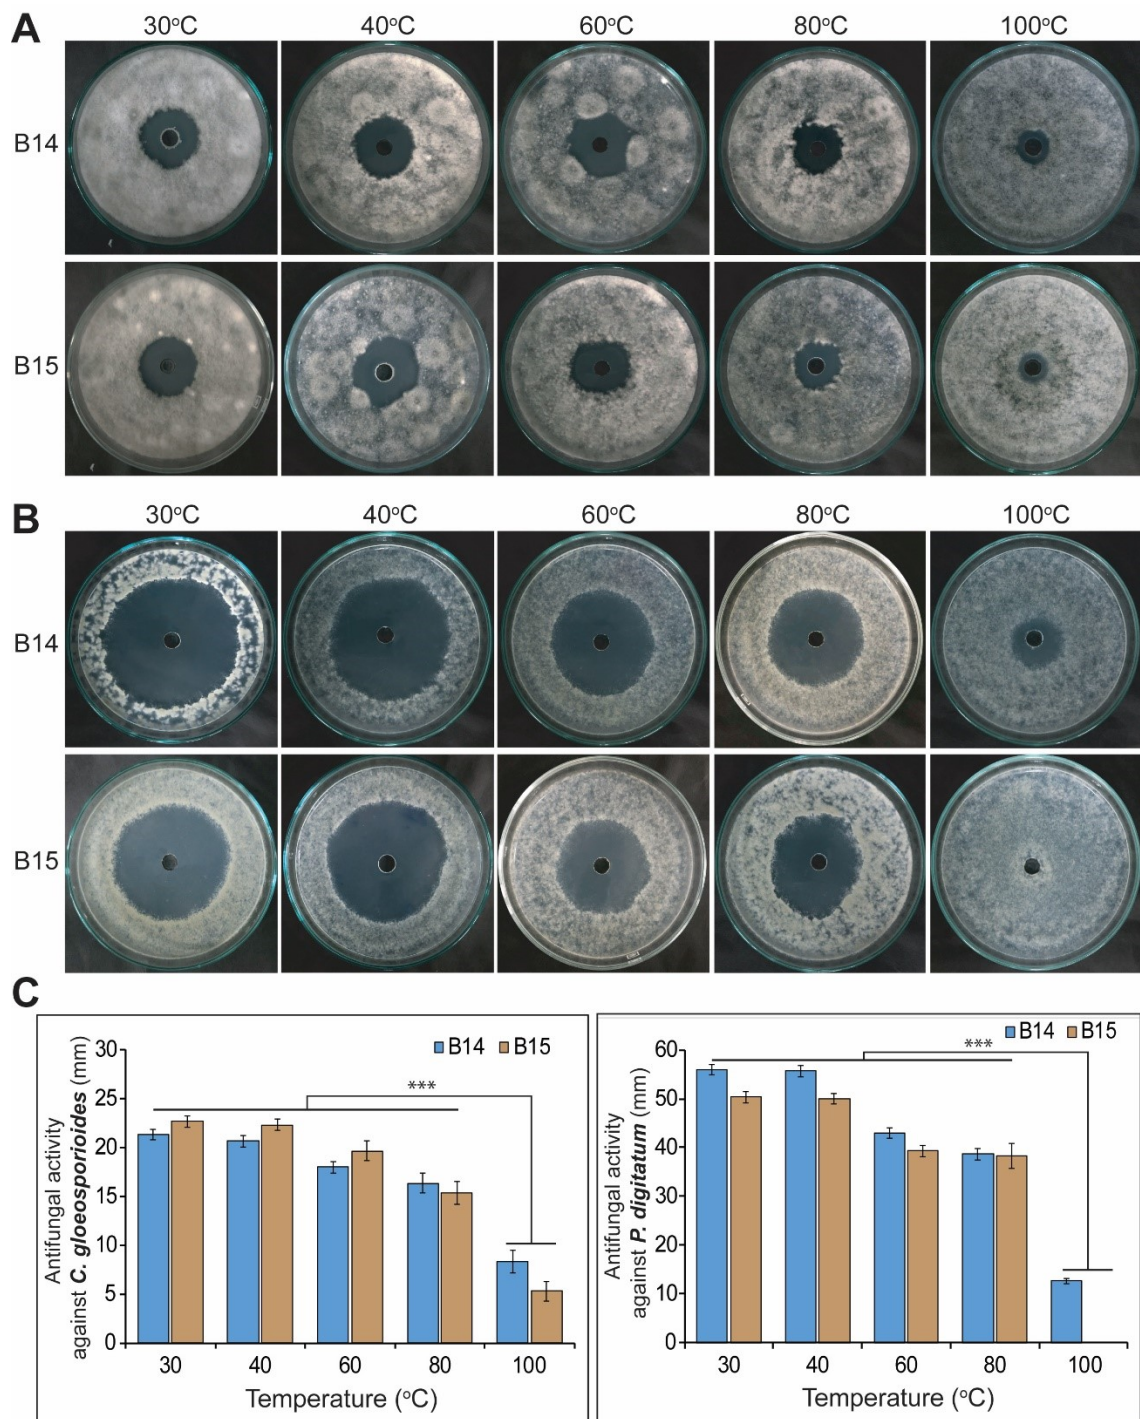 A
30°C 40°C 60°C 80°C 100°C
B14
B15
B
30°C 40°C 60°C 80°C 100°C
B14
B15
C
Antifungal activity
against C. gloeosporioides (mm)
30
25
20
15
10
5
0
B14 B15
***
30 40 60 80 100
Temperature (°C)
Antifungal activity
against P. digitatum (mm)
60
50
40
30
20
10
0
B14 B15
***
30 40 60 80 100
Temperature (°C)